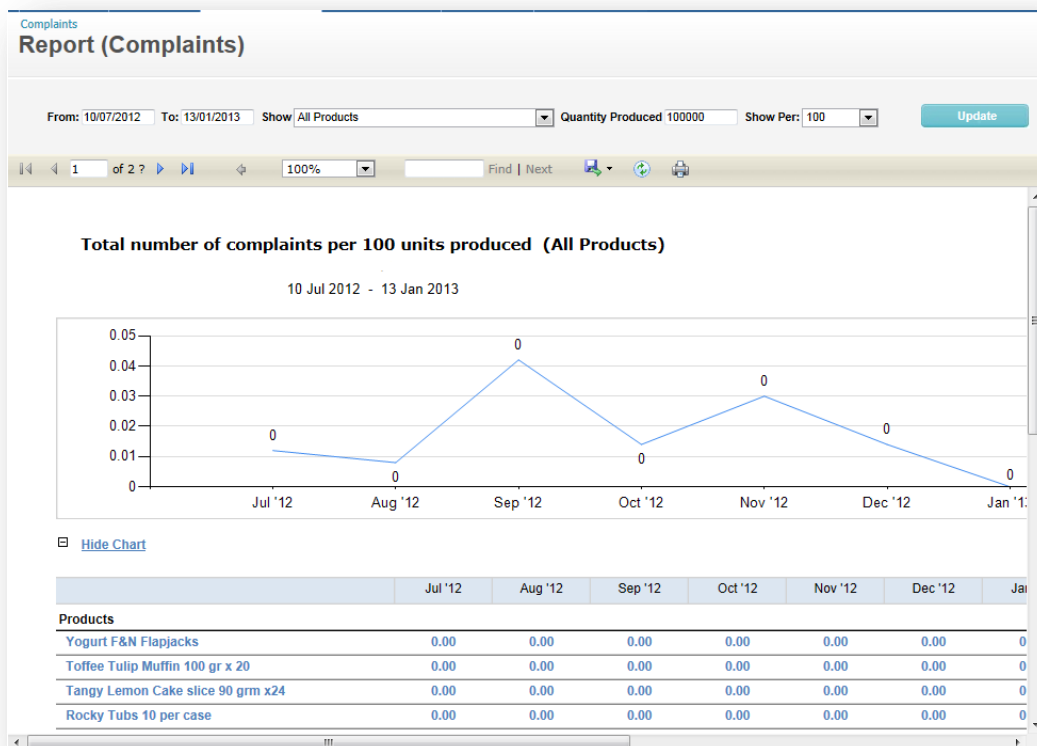 Complaints
Report (Complaints)
From: 10/07/2012 To: 13/01/2013 Show All Products Quantity Produced 100000 Show Per: 100 Update
1 of 2 ? 100% Find | Next
Total number of complaints per 100 units produced (All Products)
10 Jul 2012 - 13 Jan 2013
0.05
0
0.04
0
0.03
0.02
0 0
0.01
0 0 0
0
Jul '12 Aug '12 Sep '12 Oct '12 Nov '12 Dec '12 Jan '1
Hide Chart
Jul '12 Aug '12 Sep '12 Oct '12 Nov '12 Dec '12 Ja
Products
Yogurt F&N Flapjacks 0.00 0.00 0.00 0.00 0.00 0.00 0
Toffee Tulip Muffin 100 gr x 20 0.00 0.00 0.00 0.00 0.00 0.00 0
Tangy Lemon Cake slice 90 grm x24 0.00 0.00 0.00 0.00 0.00 0.00 0
Rocky Tubs 10 per case 0.00 0.00 0.00 0.00 0.00 0.00 0